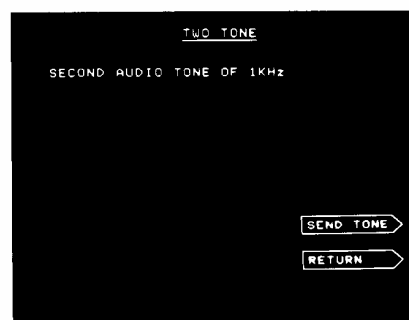 TWO TONE
SECOND AUDIO TONE OF 1KHz
SEND TONE
RETURN